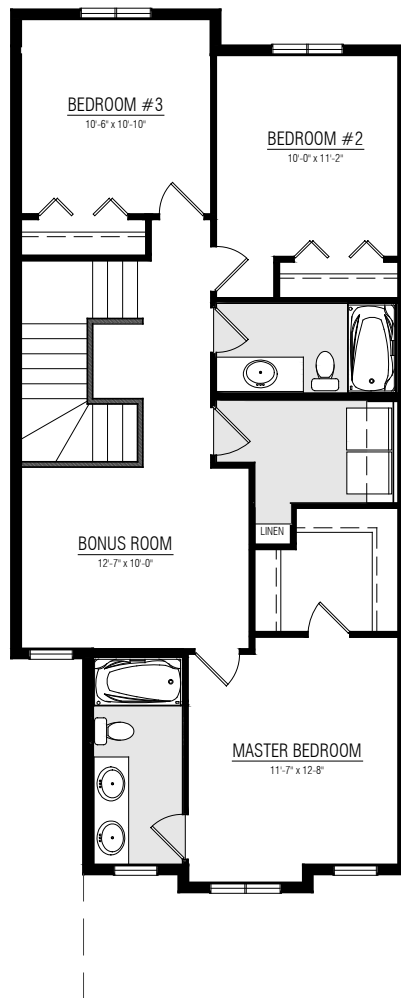 BEDROOM #3
10'-6" x 10'-10"
BEDROOM #2
10'-0" x 11'-2"
LINEN
BONUS ROOM
12'-7" x 10'-0"
MASTER BEDROOM
11'-7" x 12'-8"